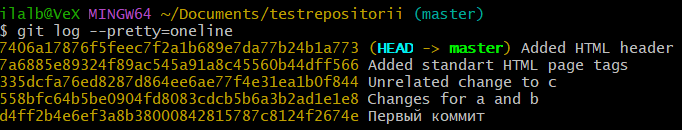 ilalb@VeX MINGW64 ~/Documents/testrepositorii (master)
$ git log --pretty=oneline
7406a17876f5feec7f2a1b689e7da77b24b1a773 (HEAD -> master) Added HTML header
7a6885e89324f89ac545a91a8c45560b44dff566 Added standart HTML page tags
335dcfa76ed8287d864ee6ae77f4e31ea1b0f844 Unrelated change to c
558bfc64b5be0904fd8083cdcb5b6a3b2ad1e1e8 Changes for a and b
d4ff2b4e6ef3a8b38000842815787c8124f2674e Первый коммит